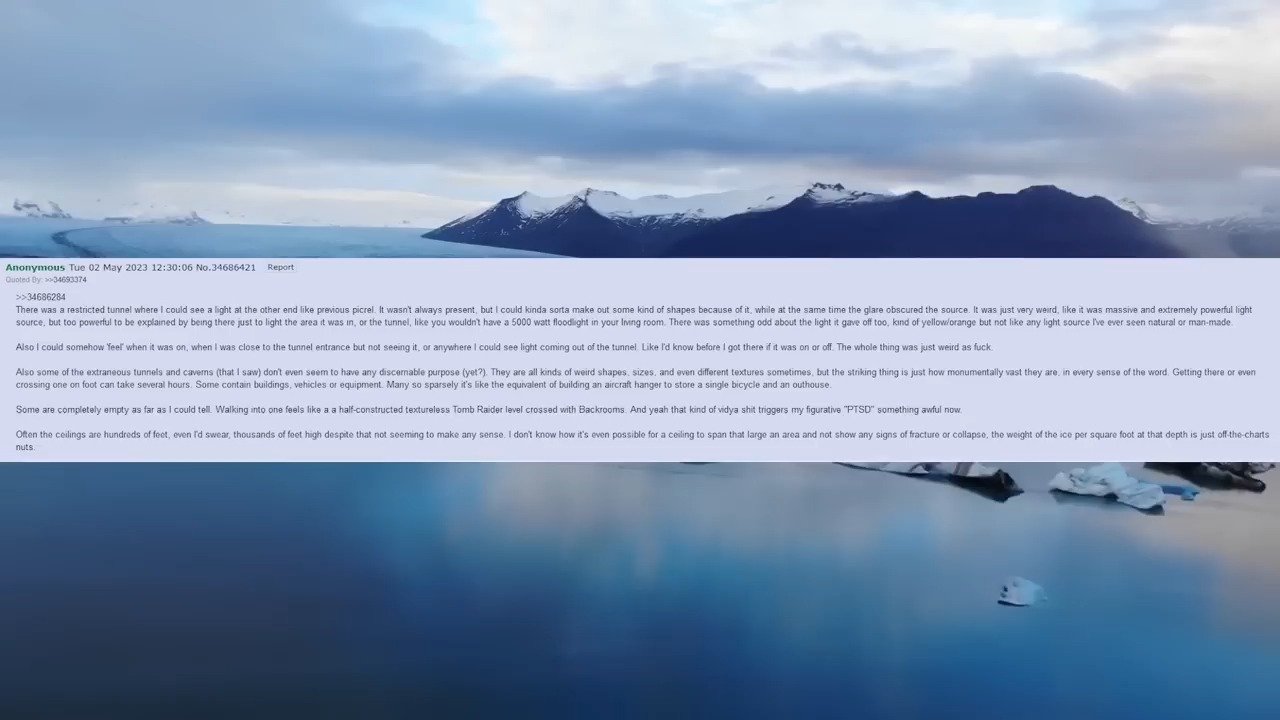 Anonymous Tue 02 May 2023 12:30:06 No.34686421 Report
Quoted By: >>34693374
>>34686284
There was a restricted tunnel where I could see a light at the other end like previous picrel. It wasn't always present, but I could kinda sorta make out some kind of shapes because of it, while at the same time the glare obscured the source. It was just very weird, like it was massive and extremely powerful light
source, but too powerful to be explained by being there just to light the area it was in, or the tunnel, like you wouldn't have a 5000 watt floodlight in your living room. There was something odd about the light it gave off too, kind of yellow/orange but not like any light source I've ever seen natural or man-made.
Also I could somehow 'feel' when it was on, when I was close to the tunnel entrance but not seeing it, or anywhere I could see light coming out of the tunnel. Like I'd know before I got there if it was on or off. The whole thing was just weird as fuck.
Also some of the extraneous tunnels and caverns (that I saw) don't even seem to have any discernable purpose (yet?). They are all kinds of weird shapes, sizes, and even different textures sometimes, but the striking thing is just how monumentally vast they are, in every sense of the word. Getting there or even
crossing one on foot can take several hours. Some contain buildings, vehicles or equipment. Many so sparsely it's like the equivalent of building an aircraft hanger to store a single bicycle and an outhouse.
Some are completely empty as far as I could tell. Walking into one feels like a a half-constructed textureless Tomb Raider level crossed with Backrooms. And yeah that kind of vidya shit triggers my figurative "PTSD" something awful now.
Often the ceilings are hundreds of feet, even I'd swear, thousands of feet high despite that not seeming to make any sense. I don't know how it's even possible for a ceiling to span that large an area and not show any signs of fracture or collapse, the weight of the ice per square foot at that depth is just off-the-charts
nuts.